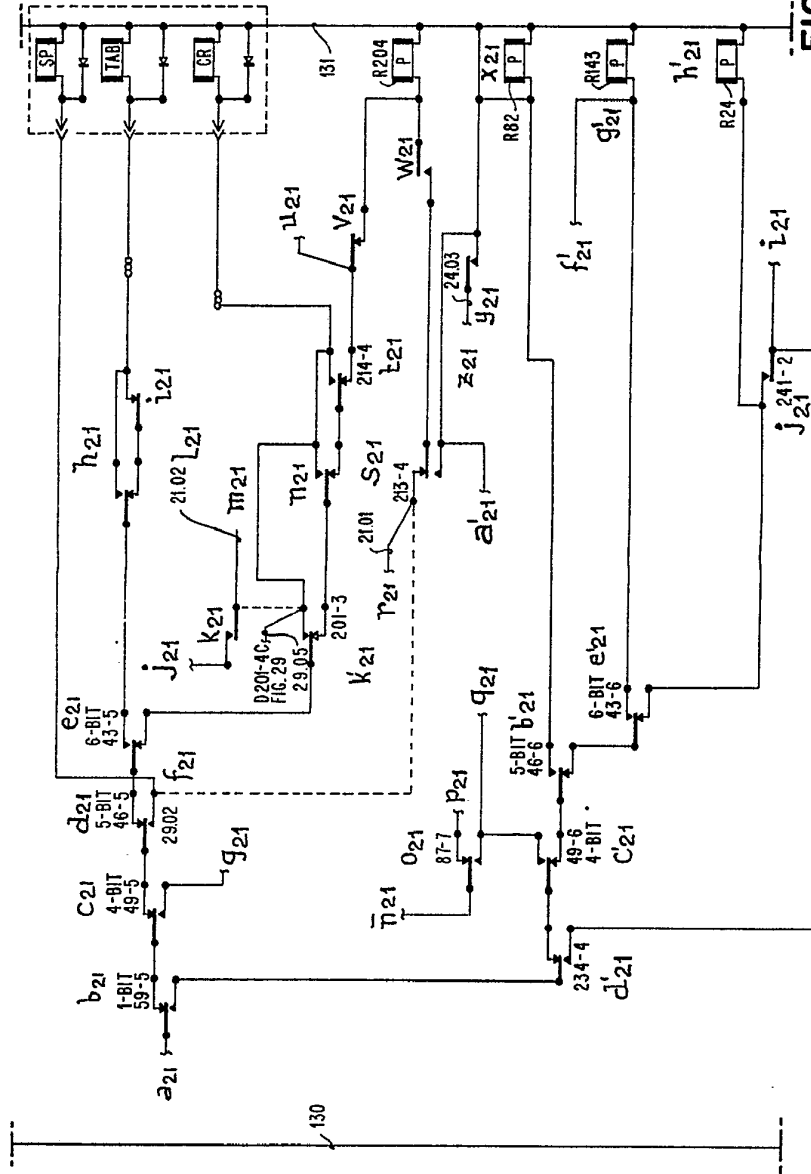 SP
TAB
CR
131
P
R204
X21
P
R82
P
R143
g'21
h'21
P
R24
u21
v21
w21
24.03
y21
f'21
i21
h21
i21
214-4
t21
z21
241-2
j21
21.02
l21
m21
n21
s21
213-4
21.01
r21
a'21
j21
k21
D201-4C
FIG. 29
29.05
201-3
k21
e21
6-BIT
43-5
f21
d21
5-BIT
46-5
29.02
q21
b'21
5-BIT
46-6
e'21
6-BIT
43-6
p21
o21
87-7
49-6
4-BIT
c'21
c21
4-BIT
49-5
g21
n21
b21
1-BIT
59-5
234-4
d'21
a21
130
FIG